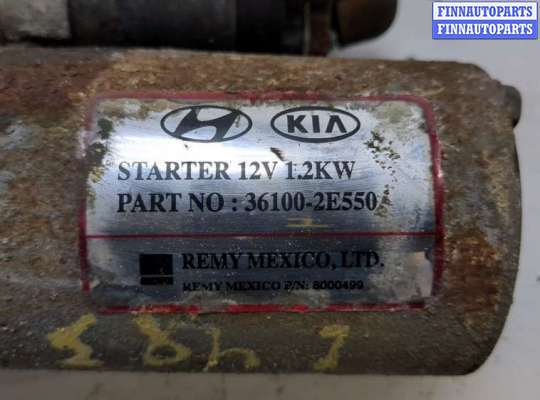 FINNAUTOPARTS
FINNAUTOPARTS
KIA
STARTER 12V 1.2KW
PART NO : 36100-2E550
REMY MEXICO, LTD.
REMY MEXICO P/N: 8000499